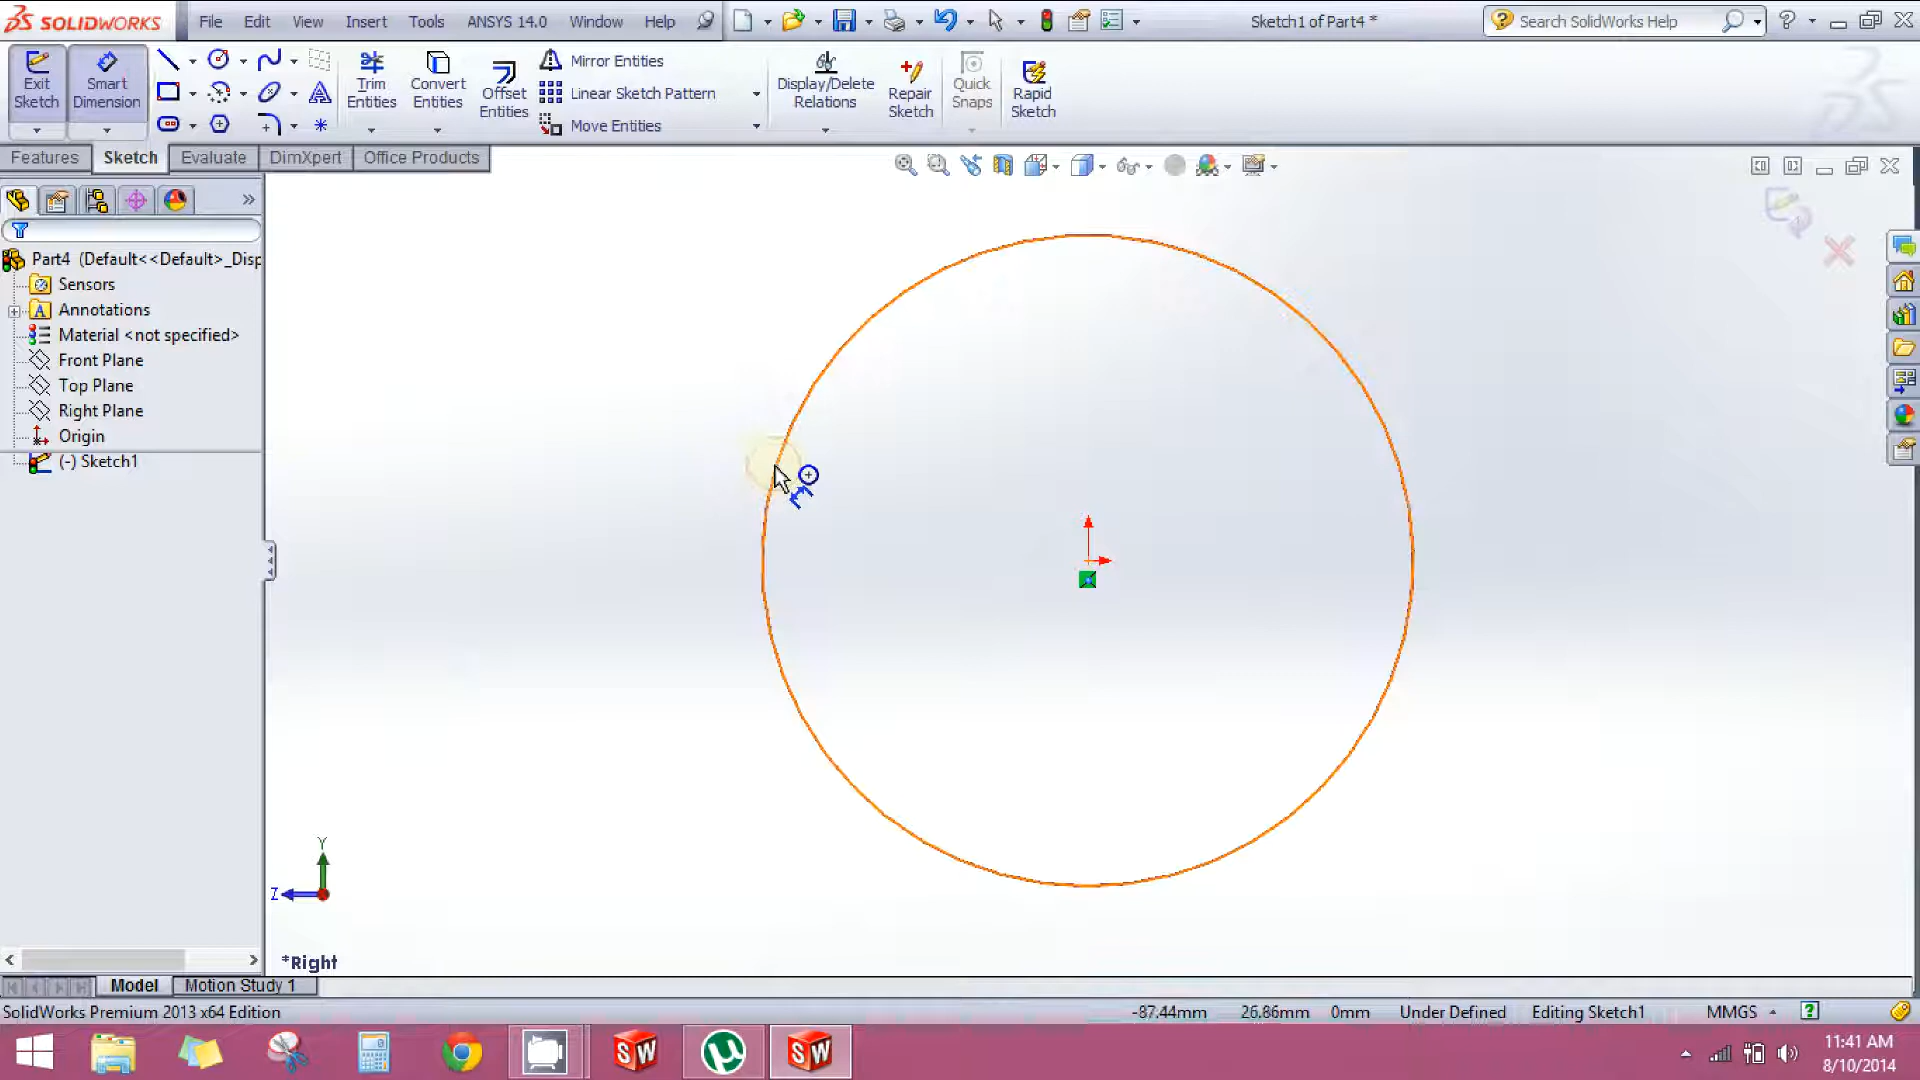 SOLIDWORKS File Edit View Insert Tools ANSYS 14.0 Window Help Sketch1 of Part4 * Search SolidWorks Help
Exit Sketch
Smart Dimension
Trim Entities
Convert Entities
Offset Entities
Mirror Entities
Linear Sketch Pattern
Move Entities
Display/Delete Relations
Repair Sketch
Quick Snaps
Rapid Sketch
Features Sketch Evaluate DimXpert Office Products
Part4 (Default<<Default>_Disp
Sensors
Annotations
Material <not specified>
Front Plane
Top Plane
Right Plane
Origin
(-) Sketch1
Y
Z
*Right
Model Motion Study 1
SolidWorks Premium 2013 x64 Edition -87.44mm 26.86mm 0mm Under Defined Editing Sketch1 MMGS
11:41 AM
8/10/2014